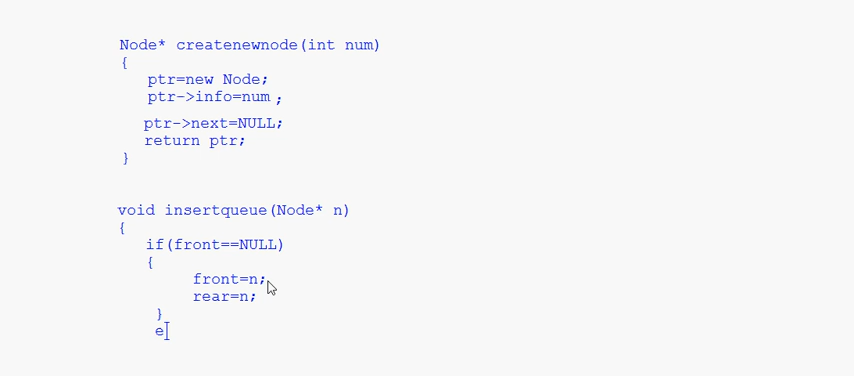 Node* createnewnode(int num)
{
ptr=new Node;
ptr->info=num ;
ptr->next=NULL;
return ptr;
}
void insertqueue(Node* n)
{
if(front==NULL)
{
front=n;
rear=n;
}
e